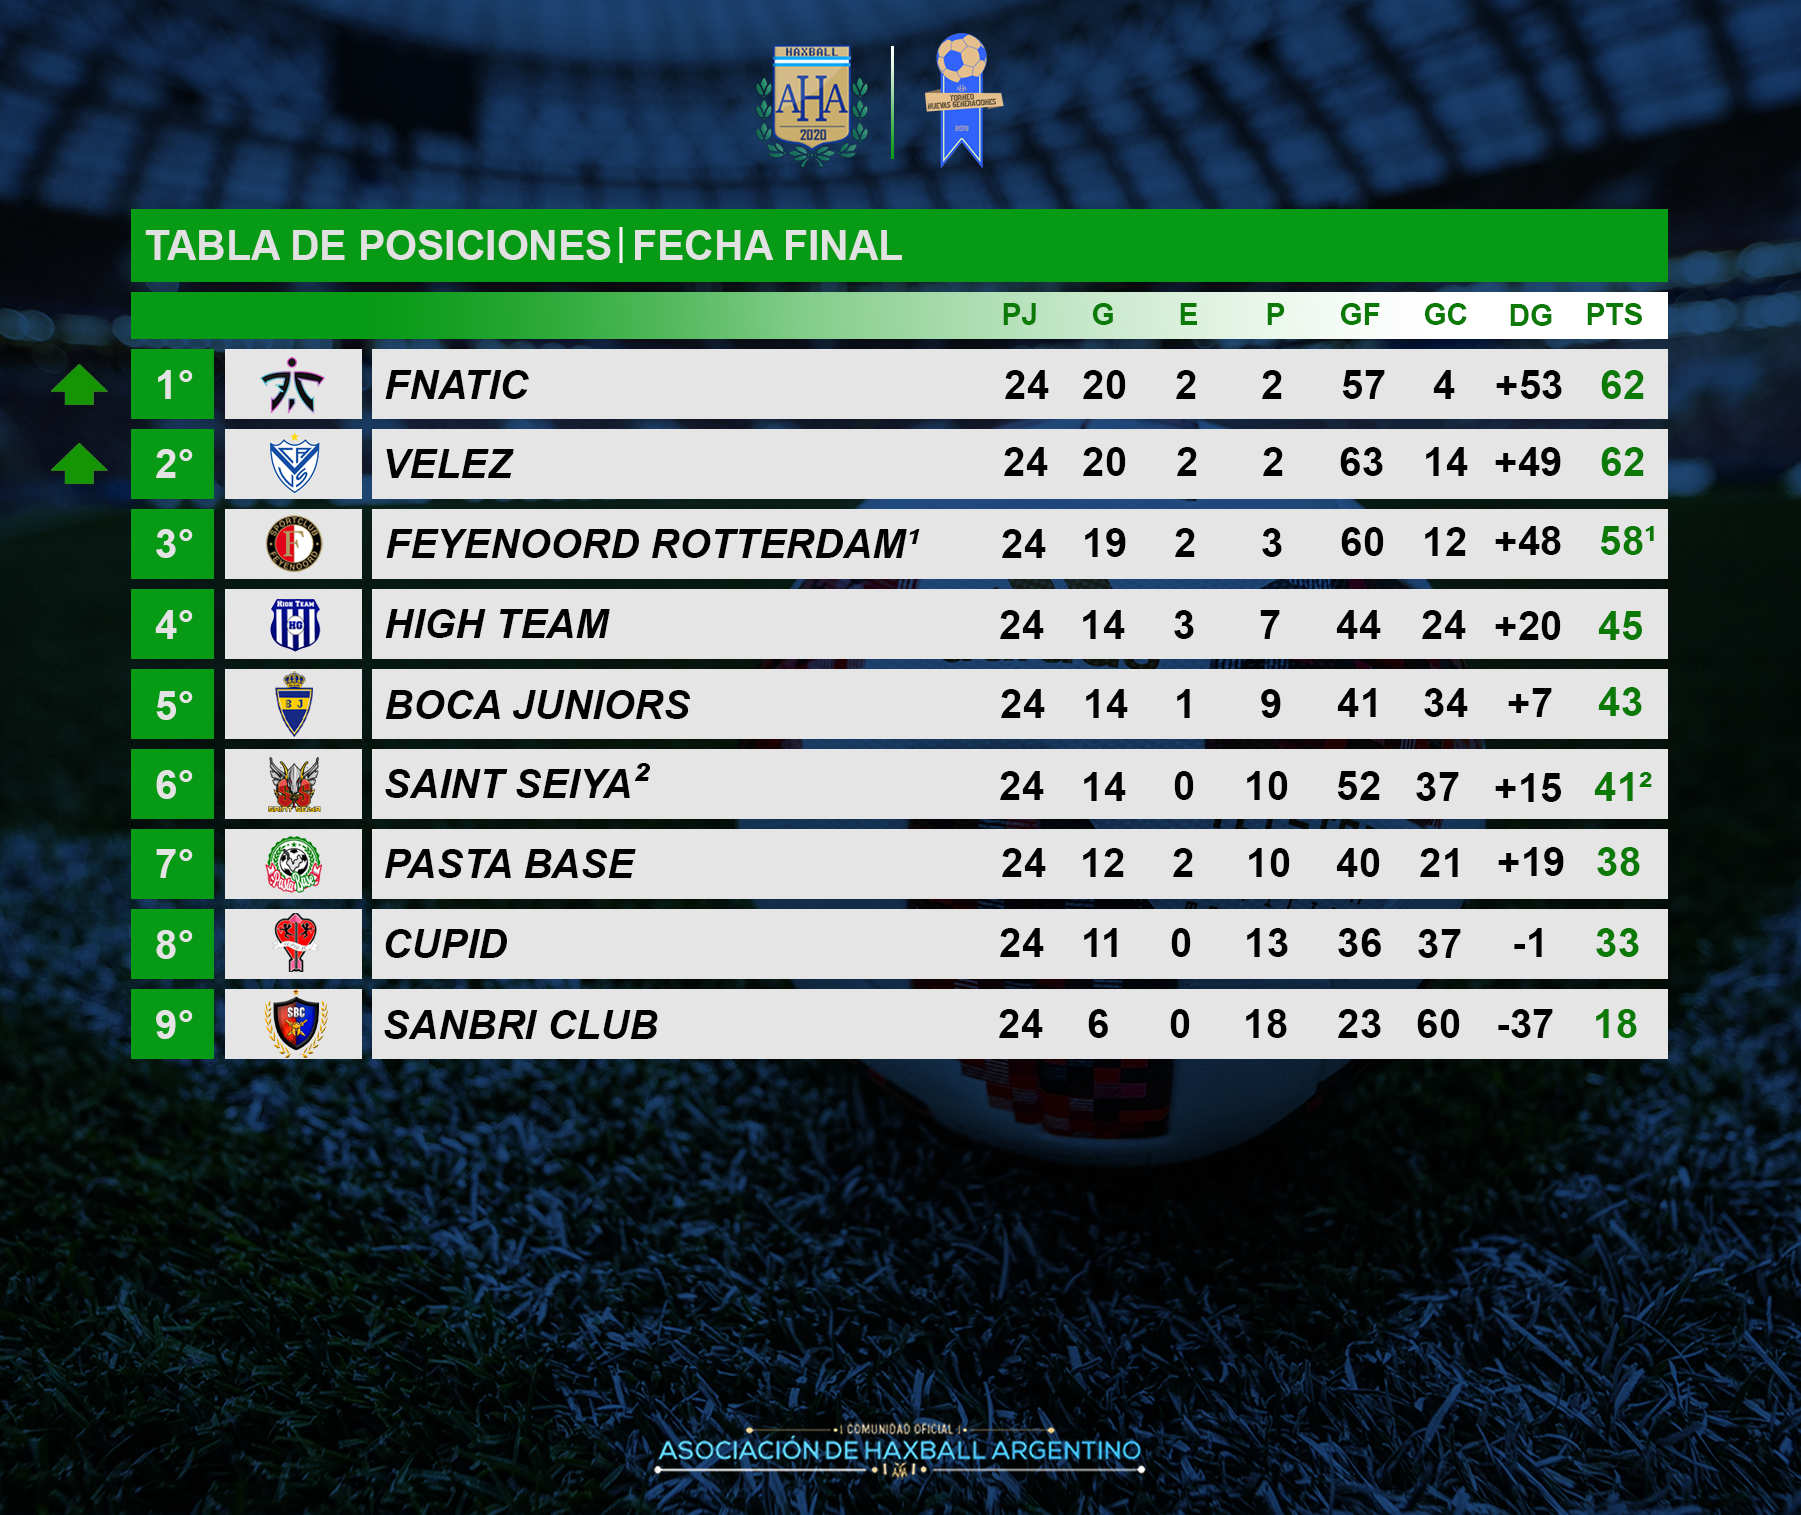 HAXBALL
AHA
2020
AHA
TORNEO
NUEVAS GENERACIONES
TABLA DE POSICIONES|FECHA FINAL
PJ G E P GF GC DG PTS
1° FNATIC 24 20 2 2 57 4 +53 62
2° VELEZ 24 20 2 2 63 14 +49 62
3° FEYENOORD ROTTERDAM¹ 24 19 2 3 60 12 +48 58¹
4° HIGH TEAM 24 14 3 7 44 24 +20 45
5° BOCA JUNIORS 24 14 1 9 41 34 +7 43
6° SAINT SEIYA² 24 14 0 10 52 37 +15 41²
7° PASTA BASE 24 12 2 10 40 21 +19 38
8° CUPID 24 11 0 13 36 37 -1 33
9° SANBRI CLUB 24 6 0 18 23 60 -37 18
COMUNIDAD OFICIAL
ASOCIACIÓN DE HAXBALL ARGENTINO